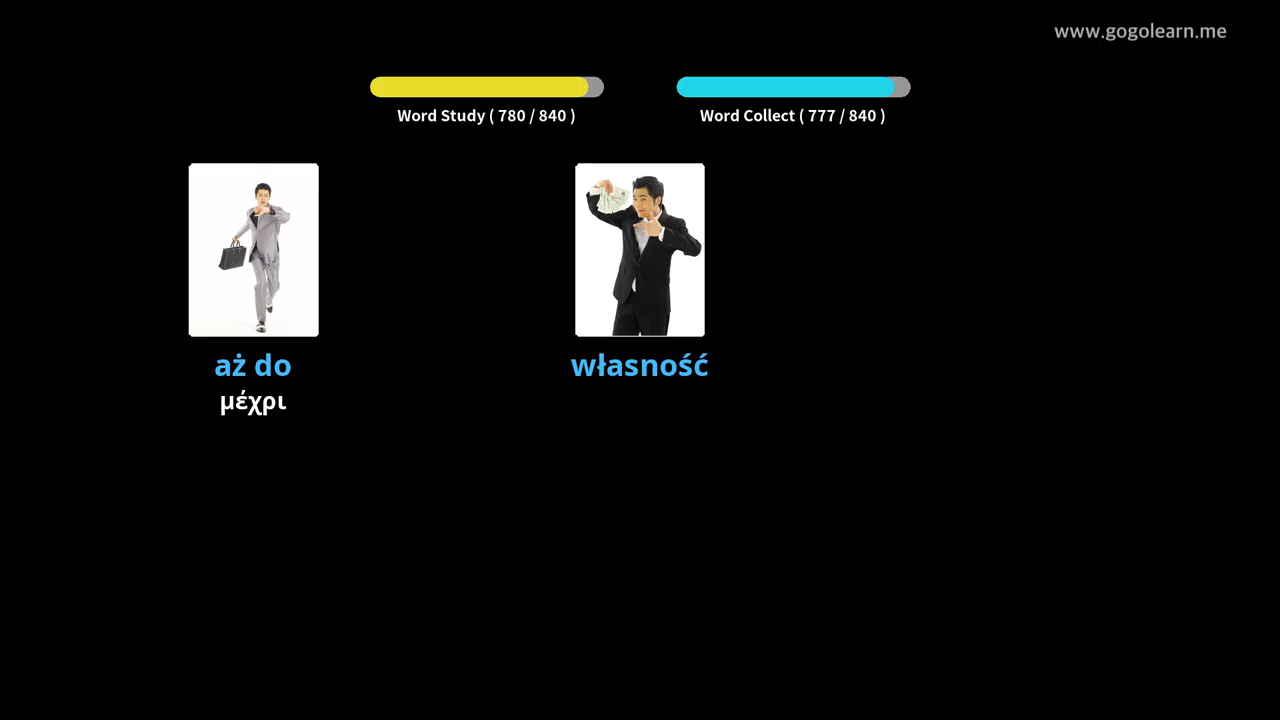 www.gogolearn.me
Word Study ( 780 / 840 )
Word Collect ( 777 / 840 )
aż do
μέχρι
własność